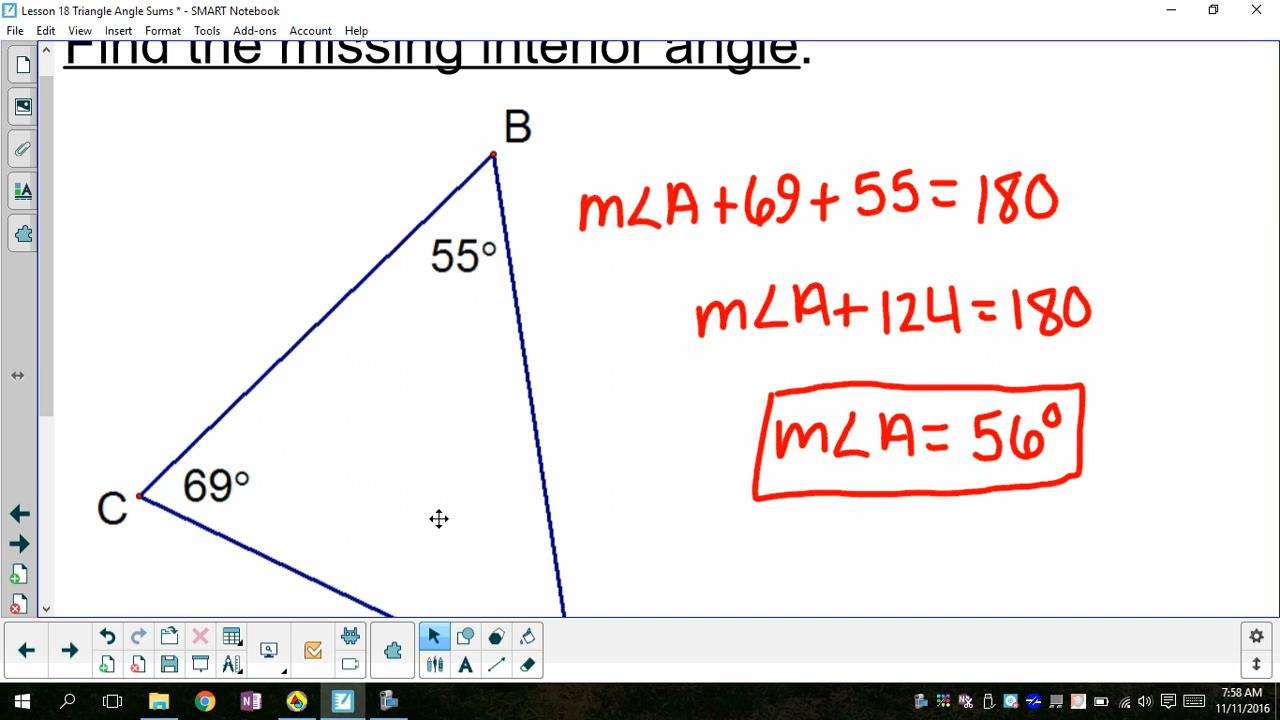 Lesson 18 Triangle Angle Sums * - SMART Notebook
File Edit View Insert Format Tools Add-ons Account Help
Find the missing interior angle.
B
55°
C
69°
m∠A+69+55=180
m∠A+124=180
m∠A=56°
7:58 AM
11/11/2016